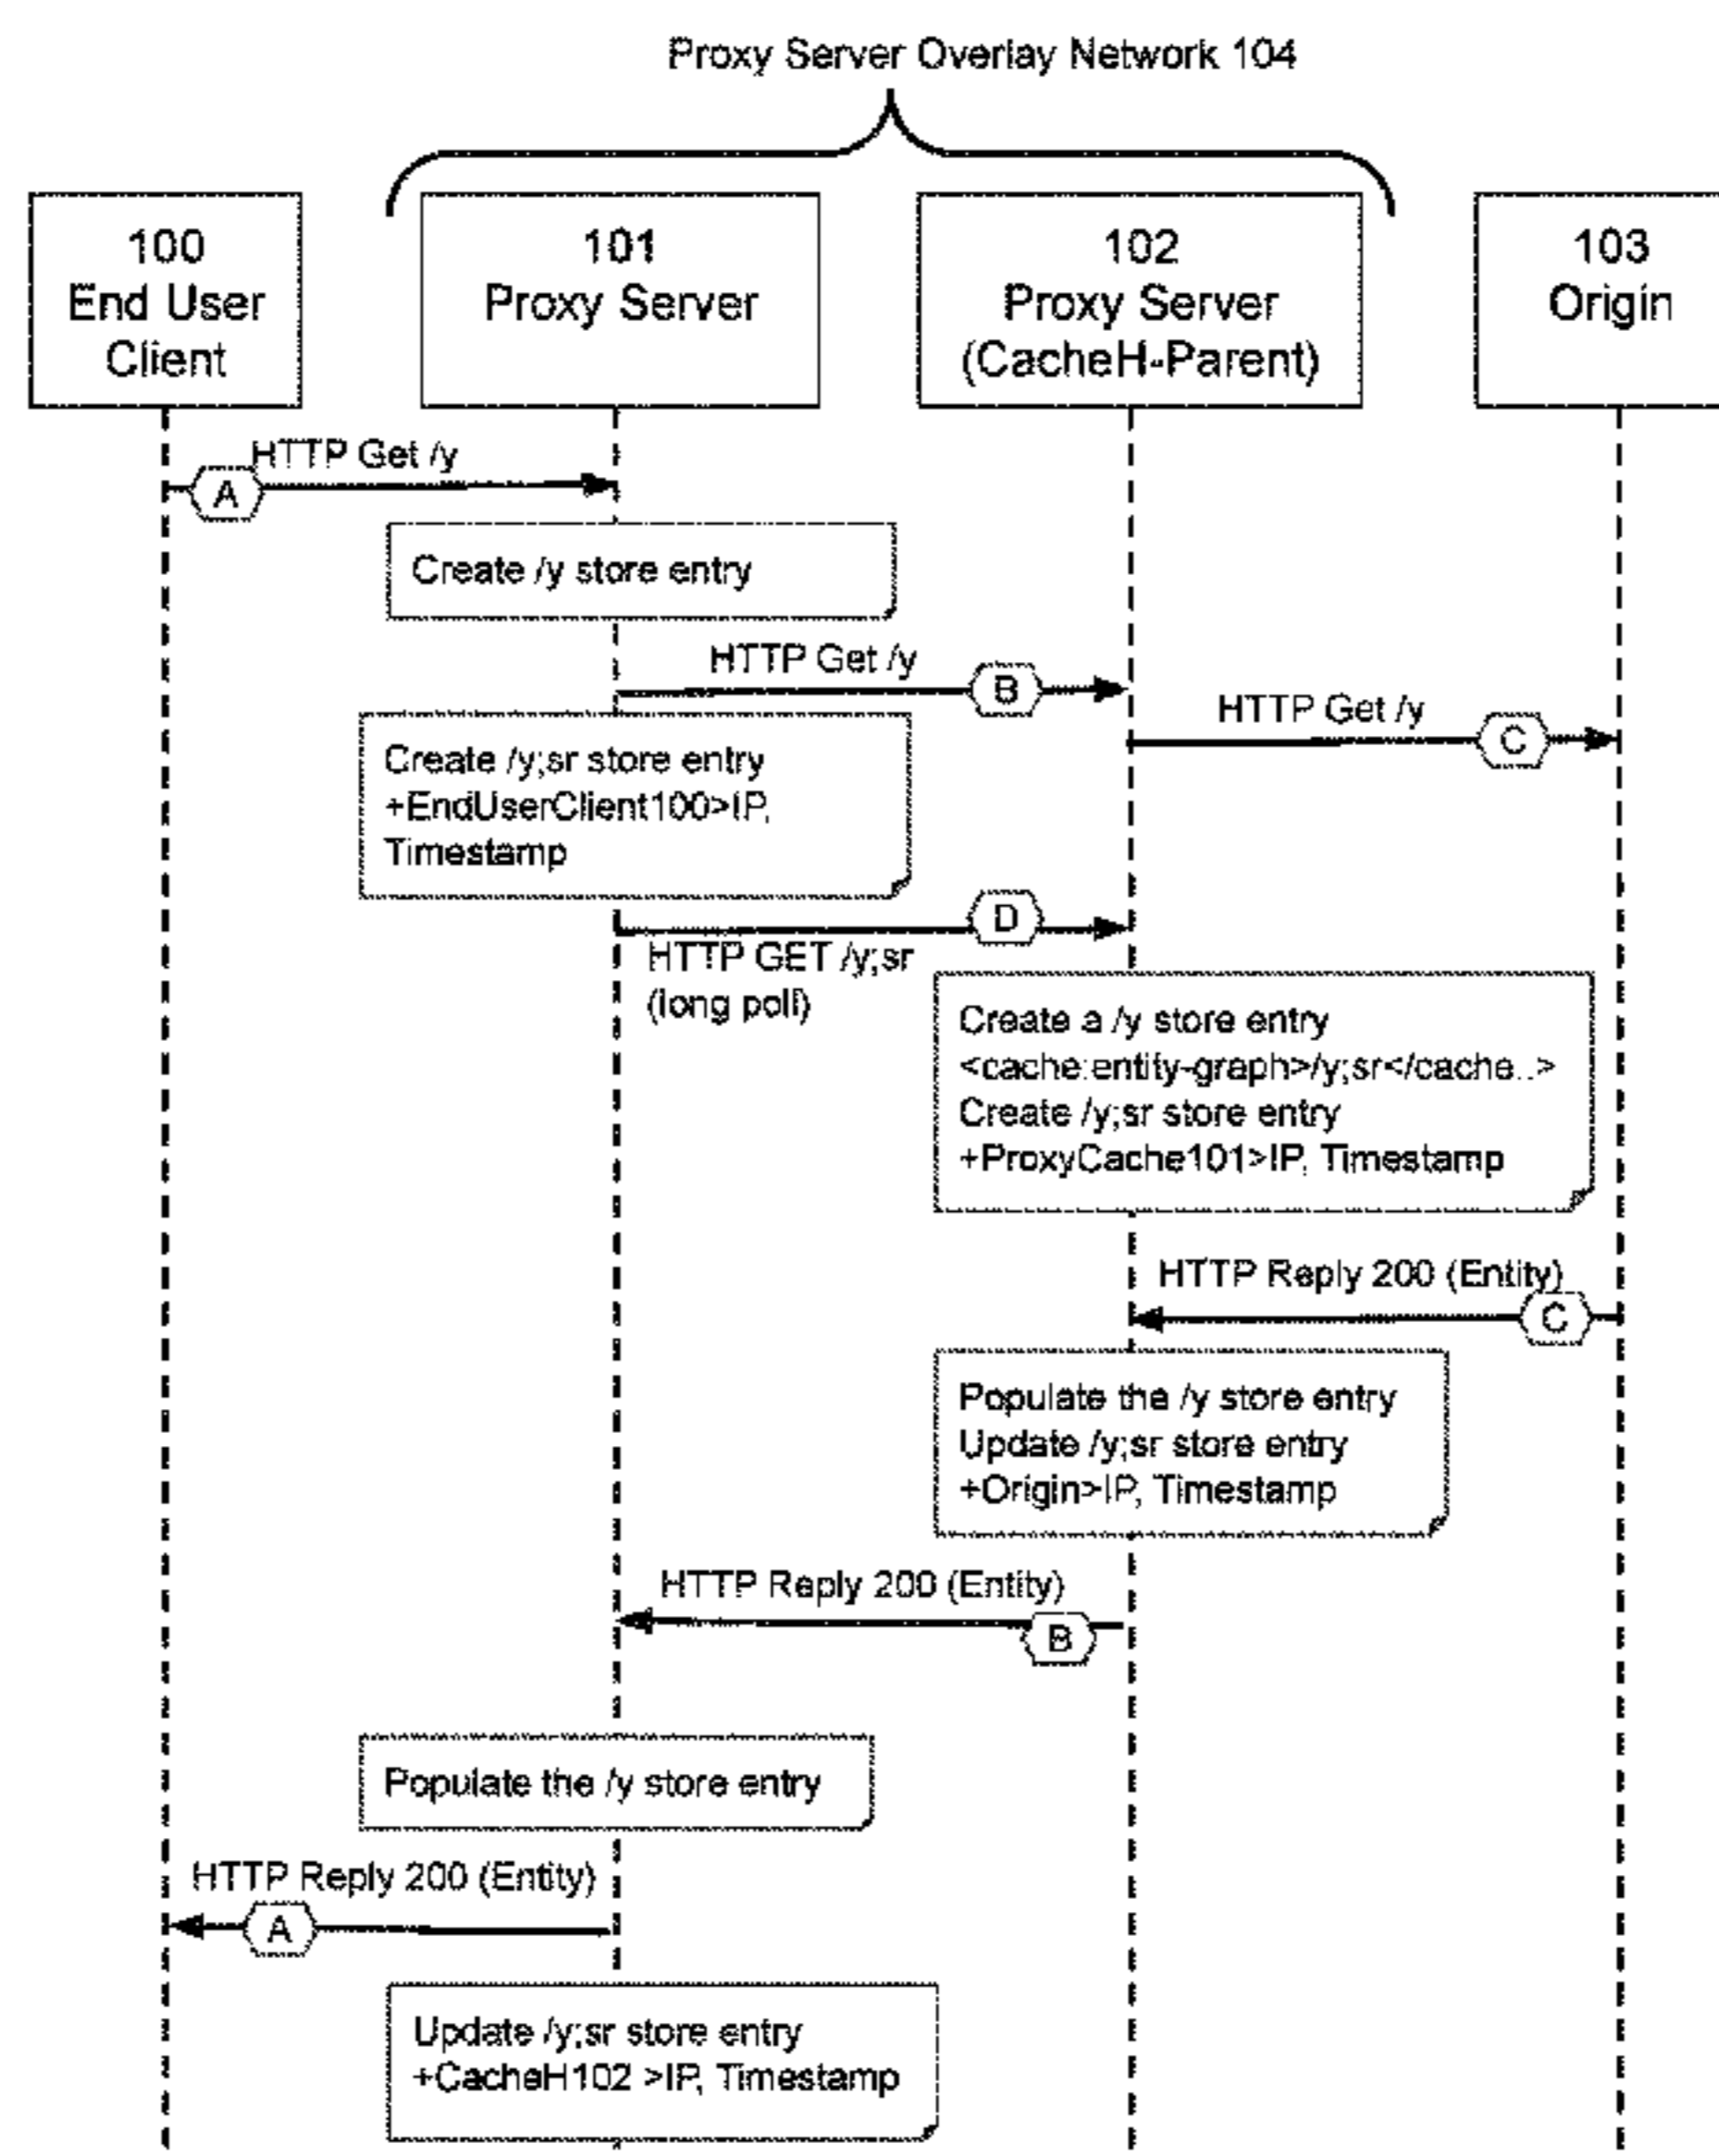 Proxy Server Overlay Network 104
100
End User
Client
101
Proxy Server
102
Proxy Server
(CacheH-Parent)
103
Origin
HTTP Get /y
A
Create /y store entry
HTTP Get /y
B
HTTP Get /y
C
Create /y;sr store entry
+EndUserClient100>IP,
Timestamp
D
HTTP GET /y;sr
(long poll)
Create a /y store entry
<cache:entity-graph>/y;sr</cache..>
Create /y;sr store entry
+ProxyCache101>IP, Timestamp
HTTP Reply 200 (Entity)
C
Populate the /y store entry
Update /y;sr store entry
+Origin>IP, Timestamp
HTTP Reply 200 (Entity)
B
Populate the /y store entry
HTTP Reply 200 (Entity)
A
Update /y;sr store entry
+CacheH102 >IP, Timestamp